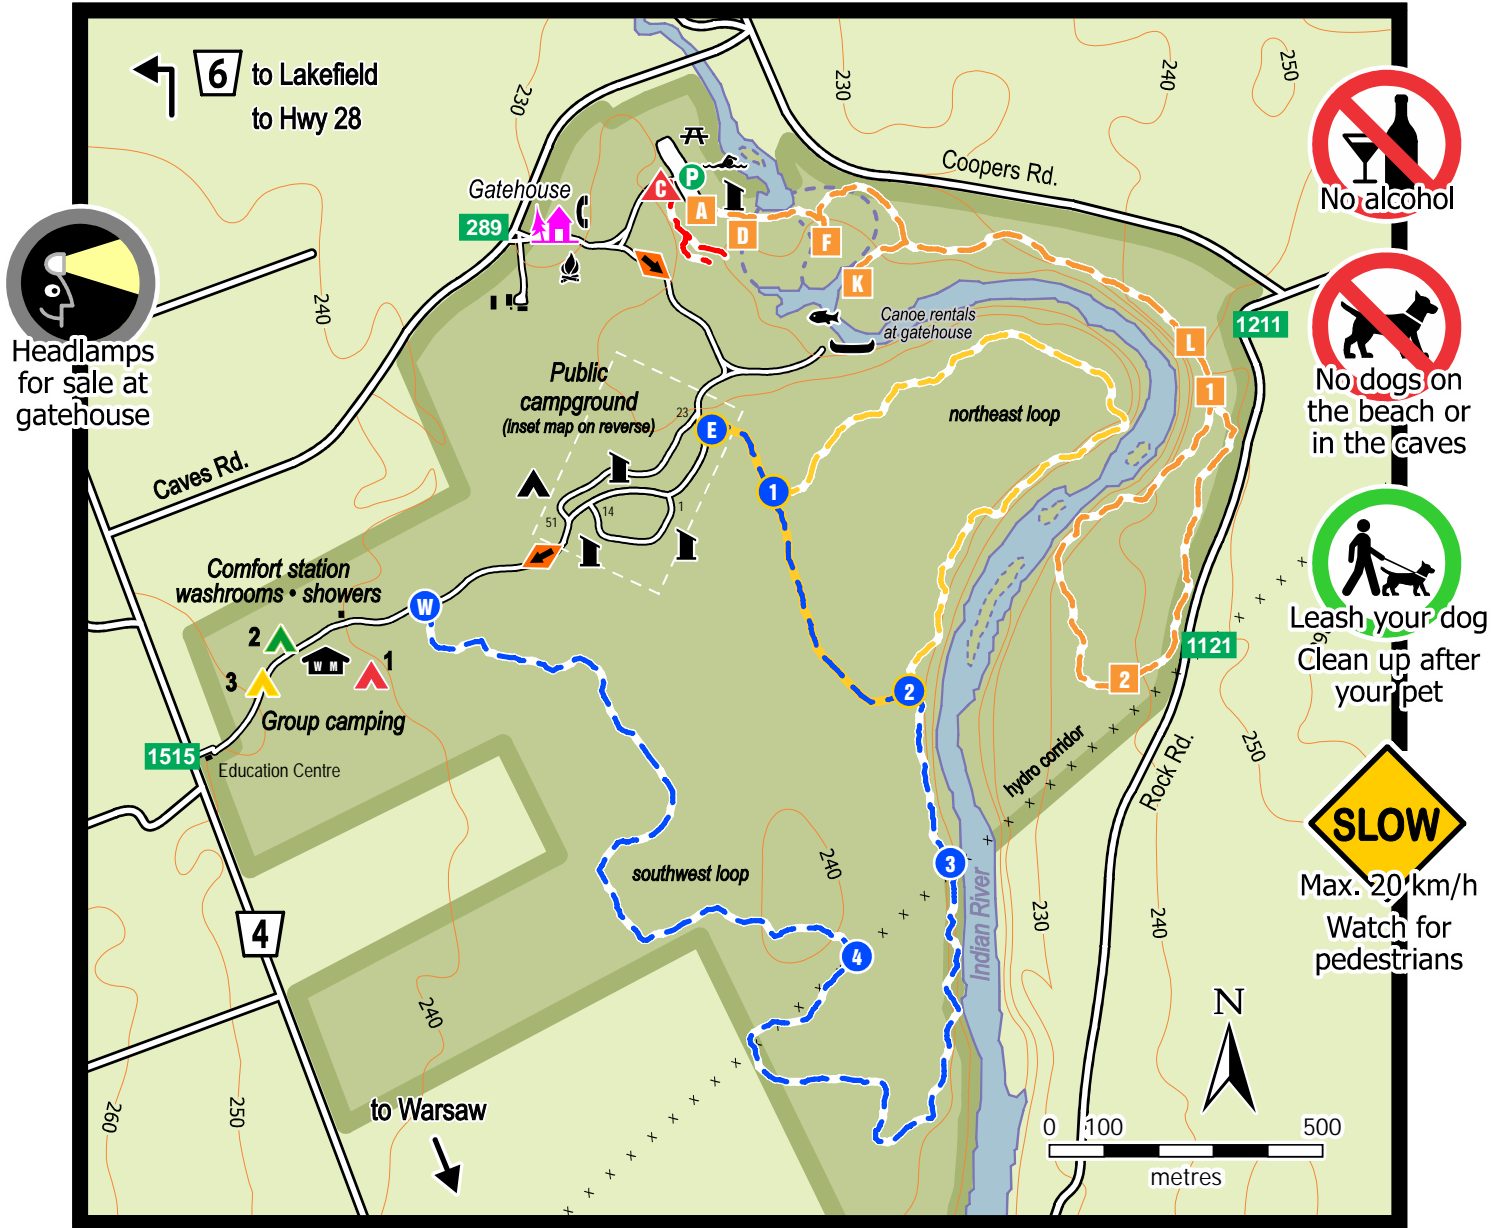 6 to Lakefield
to Hwy 28
230
230
240
250
No alcohol
Coopers Rd.
Gatehouse
289
C
P
A
D
F
K
L
1
2
240
Canoe rentals
at gatehouse
1211
Headlamps
for sale at
gatehouse
No dogs on
the beach or
in the caves
Public
campground
(Inset map on reverse)
23
E
northeast loop
Caves Rd.
1
51
14
1
Comfort station
washrooms • showers
W
2
W M
1
3
Group camping
2
1121
Leash your dog
Clean up after
your pet
1515
Education Centre
hydro corridor
Rock Rd.
250
SLOW
Max. 20 km/h
Watch for
pedestrians
southwest loop
240
3
4
4
Indian River
230
240
240
N
260
250
to Warsaw
0 100 500
metres